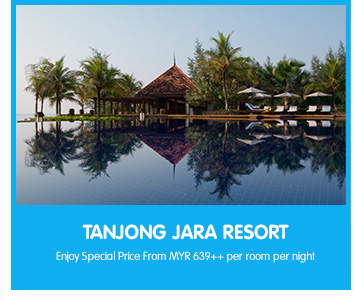 TANJONG JARA RESORT
Enjoy Special Price From MYR 639++ per room per night